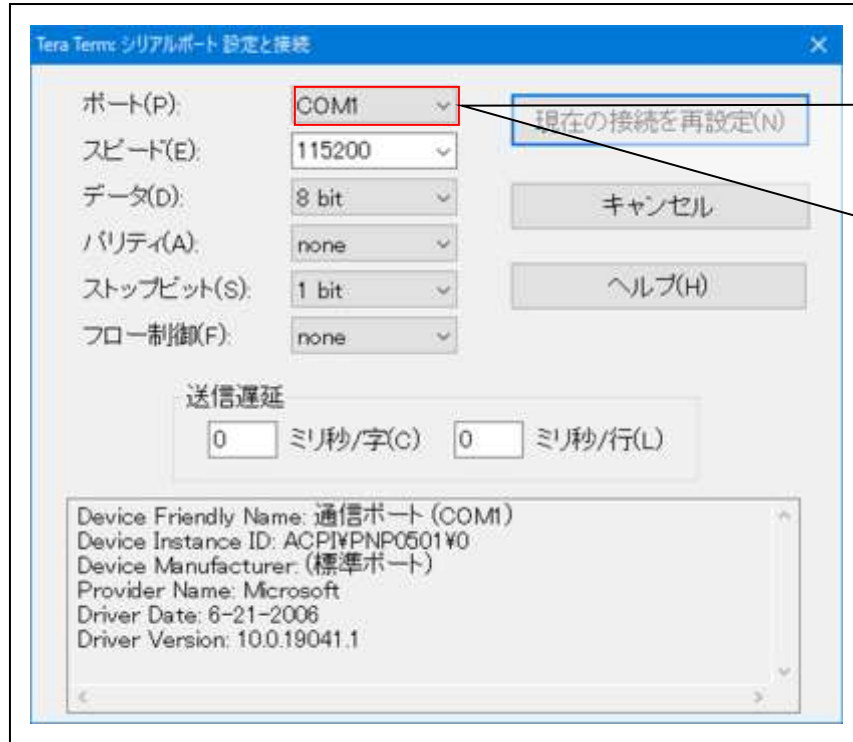 Tera Term: シリアルポート 設定と接続
ポート(P): COM1 現在の接続を再設定(N)
スピード(E): 115200
データ(D): 8 bit キャンセル
パリティ(A): none
ストップビット(S): 1 bit ヘルプ(H)
フロー制御(F): none
送信遅延
0 ミリ秒/字(C) 0 ミリ秒/行(L)
Device Friendly Name: 通信ポート (COM1)
Device Instance ID: ACPI¥PNP0501¥0
Device Manufacturer: (標準ポート)
Provider Name: Microsoft
Driver Date: 6-21-2006
Driver Version: 10.0.19041.1